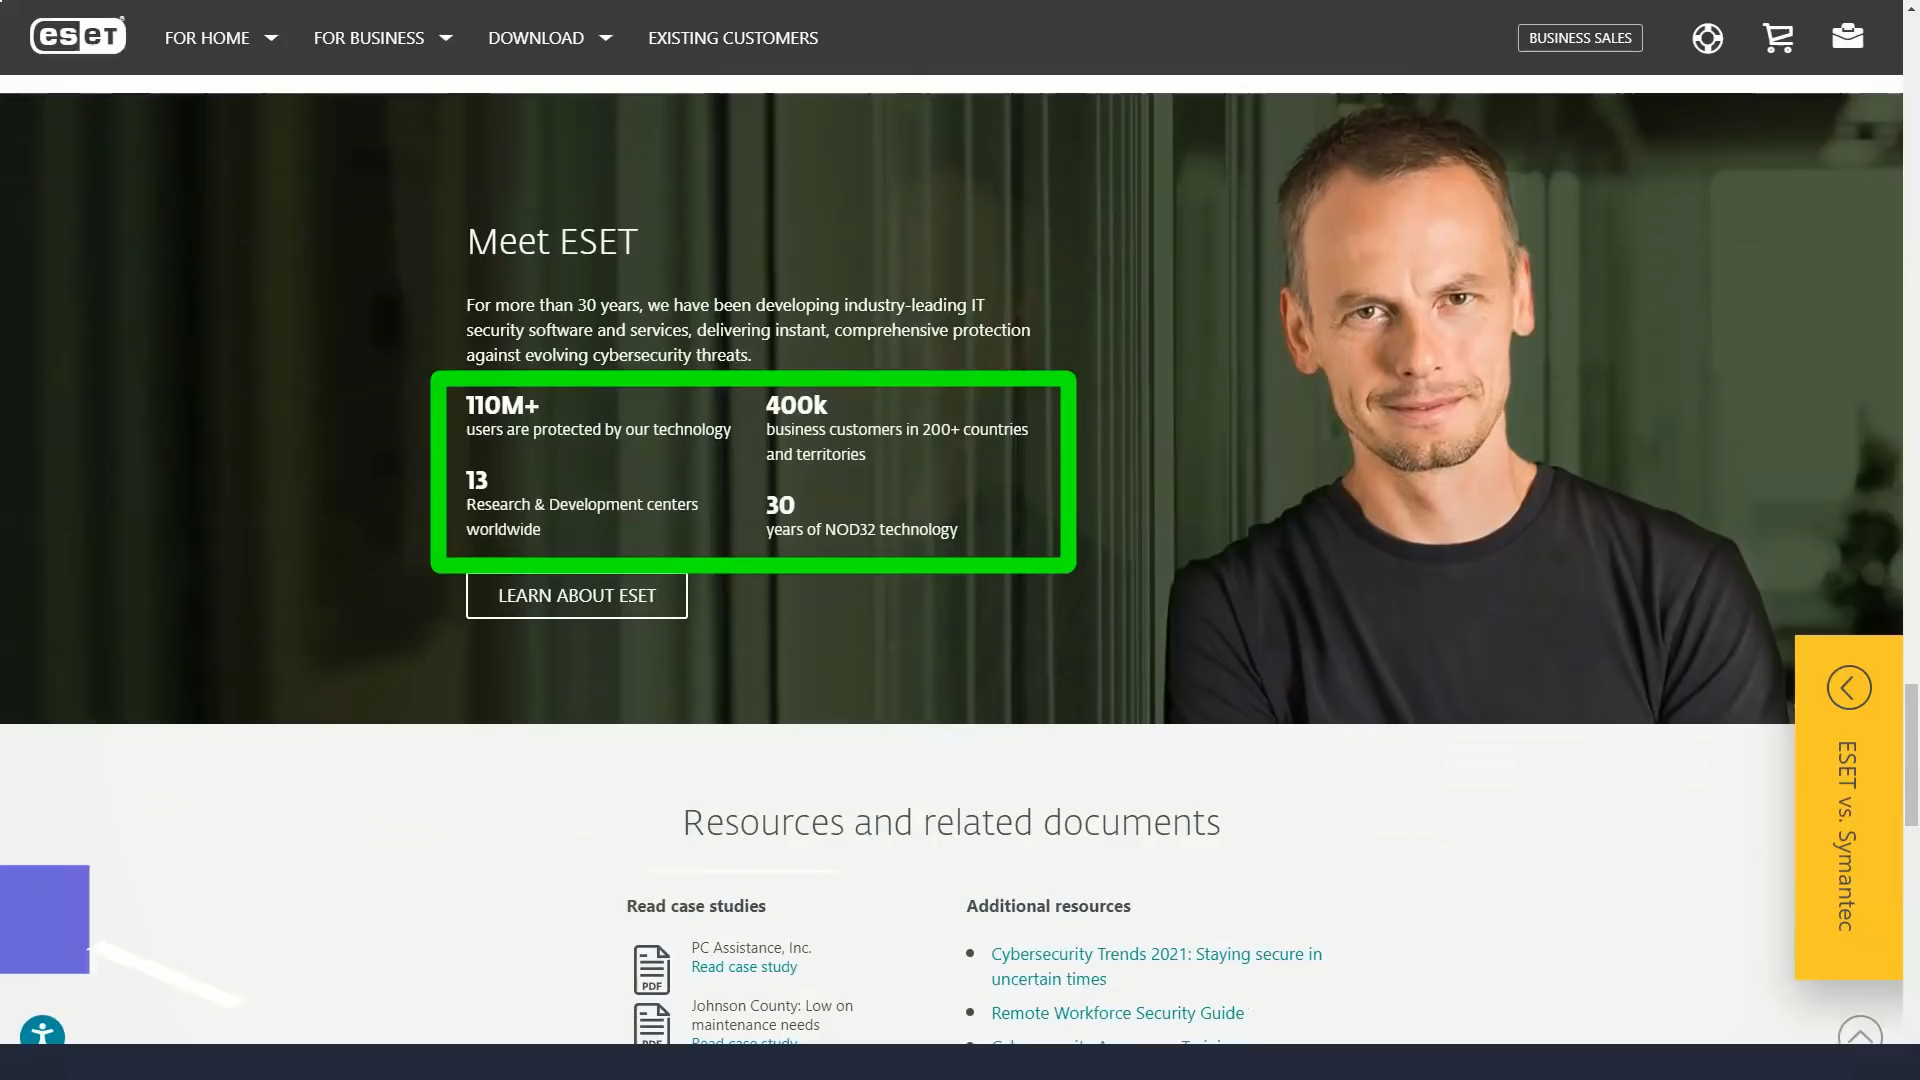 eset
FOR HOME
FOR BUSINESS
DOWNLOAD
EXISTING CUSTOMERS
BUSINESS SALES
Meet ESET
For more than 30 years, we have been developing industry-leading IT
security software and services, delivering instant, comprehensive protection
against evolving cybersecurity threats.
110M+
users are protected by our technology
400k
business customers in 200+ countries
and territories
13
Research & Development centers
worldwide
30
years of NOD32 technology
LEARN ABOUT ESET
ESET vs. Symantec
Resources and related documents
Read case studies
PDF
PC Assistance, Inc.
Read case study
PDF
Johnson County: Low on
maintenance needs
Read case study
Additional resources
Cybersecurity Trends 2021: Staying secure in
uncertain times
Remote Workforce Security Guide